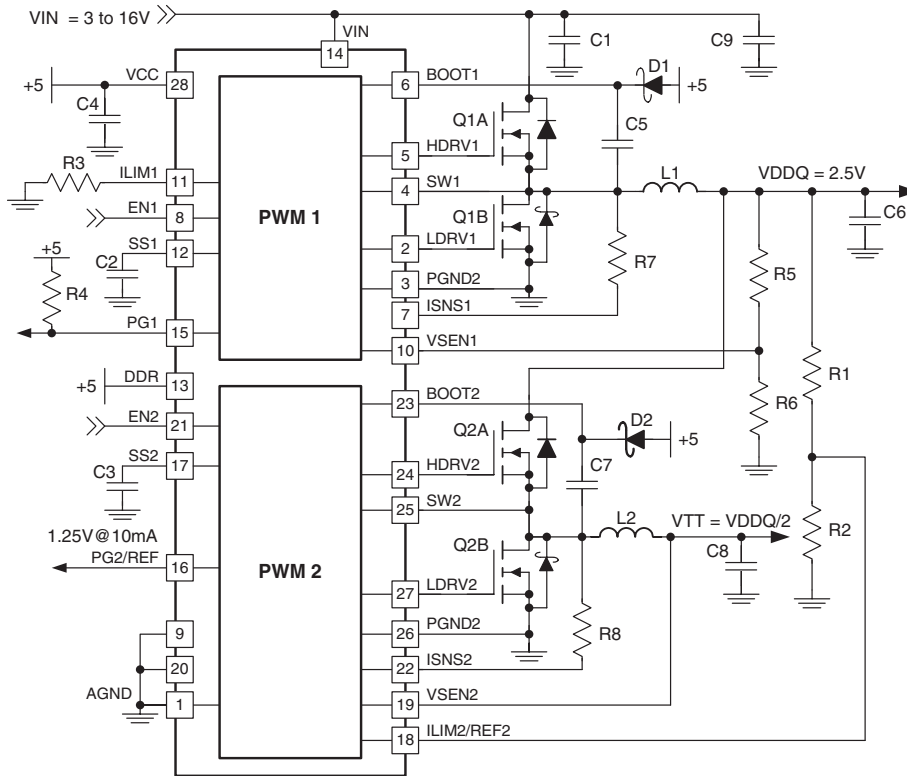 VIN = 3 to 16V
VIN
14
C1
C9
VCC
28
+5
C4
6
BOOT1
D1
+5
Q1A
C5
5
HDRV1
R3
ILIM1
11
4
SW1
L1
VDDQ = 2.5V
C6
EN1
8
PWM 1
Q1B
SS1
12
C2
2
LDRV1
R7
R5
+5
R4
3
PGND2
7
ISNS1
PG1
15
10
VSEN1
R1
+5
DDR
13
R6
23
BOOT2
EN2
21
Q2A
D2
+5
SS2
17
C3
24
HDRV2
C7
25
SW2
L2
VTT = VDDQ/2
R2
1.25V@10mA
PG2/REF
16
PWM 2
Q2B
C8
27
LDRV2
9
26
PGND2
R8
20
22
ISNS2
AGND
1
19
VSEN2
18
ILIM2/REF2